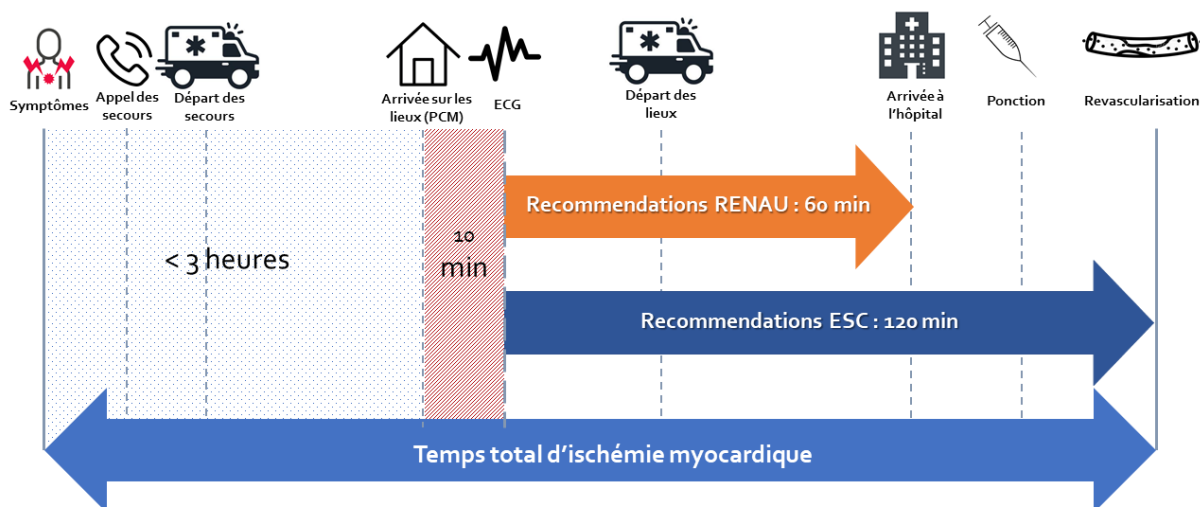 Symptômes
Appel des
secours
Départ des
secours
Arrivée sur les
lieux (PCM)
ECG
Départ des
lieux
Arrivée à
l'hôpital
Ponction
Revascularisation
Recommendations RENAU : 60 min
< 3 heures
10
min
Recommendations ESC : 120 min
Temps total d'ischémie myocardique